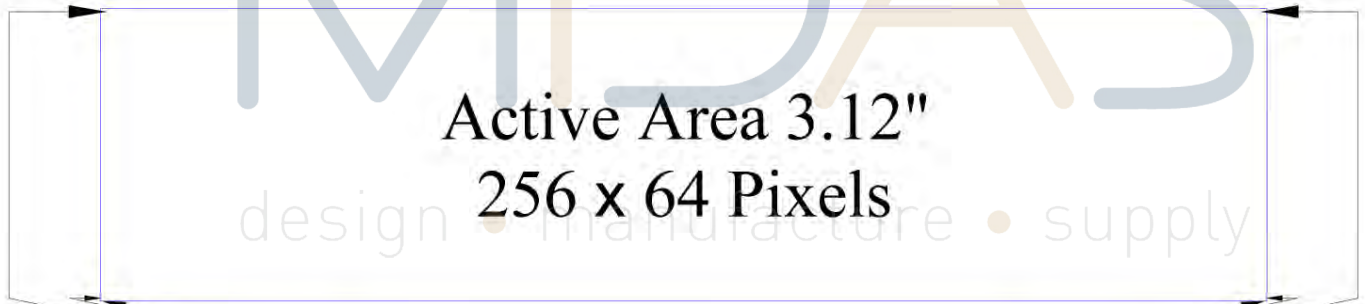 MIDAS
Active Area 3.12"
256 x 64 Pixels
design • manufacture • supply